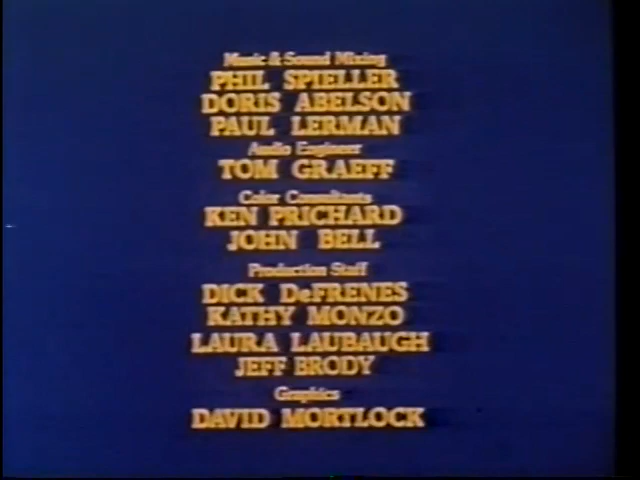 Music & Sound Mixing
PHIL SPIELLER
DORIS ABELSON
PAUL LERMAN
Audio Engineer
TOM GRAEFF
Color Consultants
KEN PRICHARD
JOHN BELL
Production Staff
DICK DeFRENES
KATHY MONZO
LAURA LAUBAUGH
JEFF BRODY
Graphics
DAVID MORTLOCK